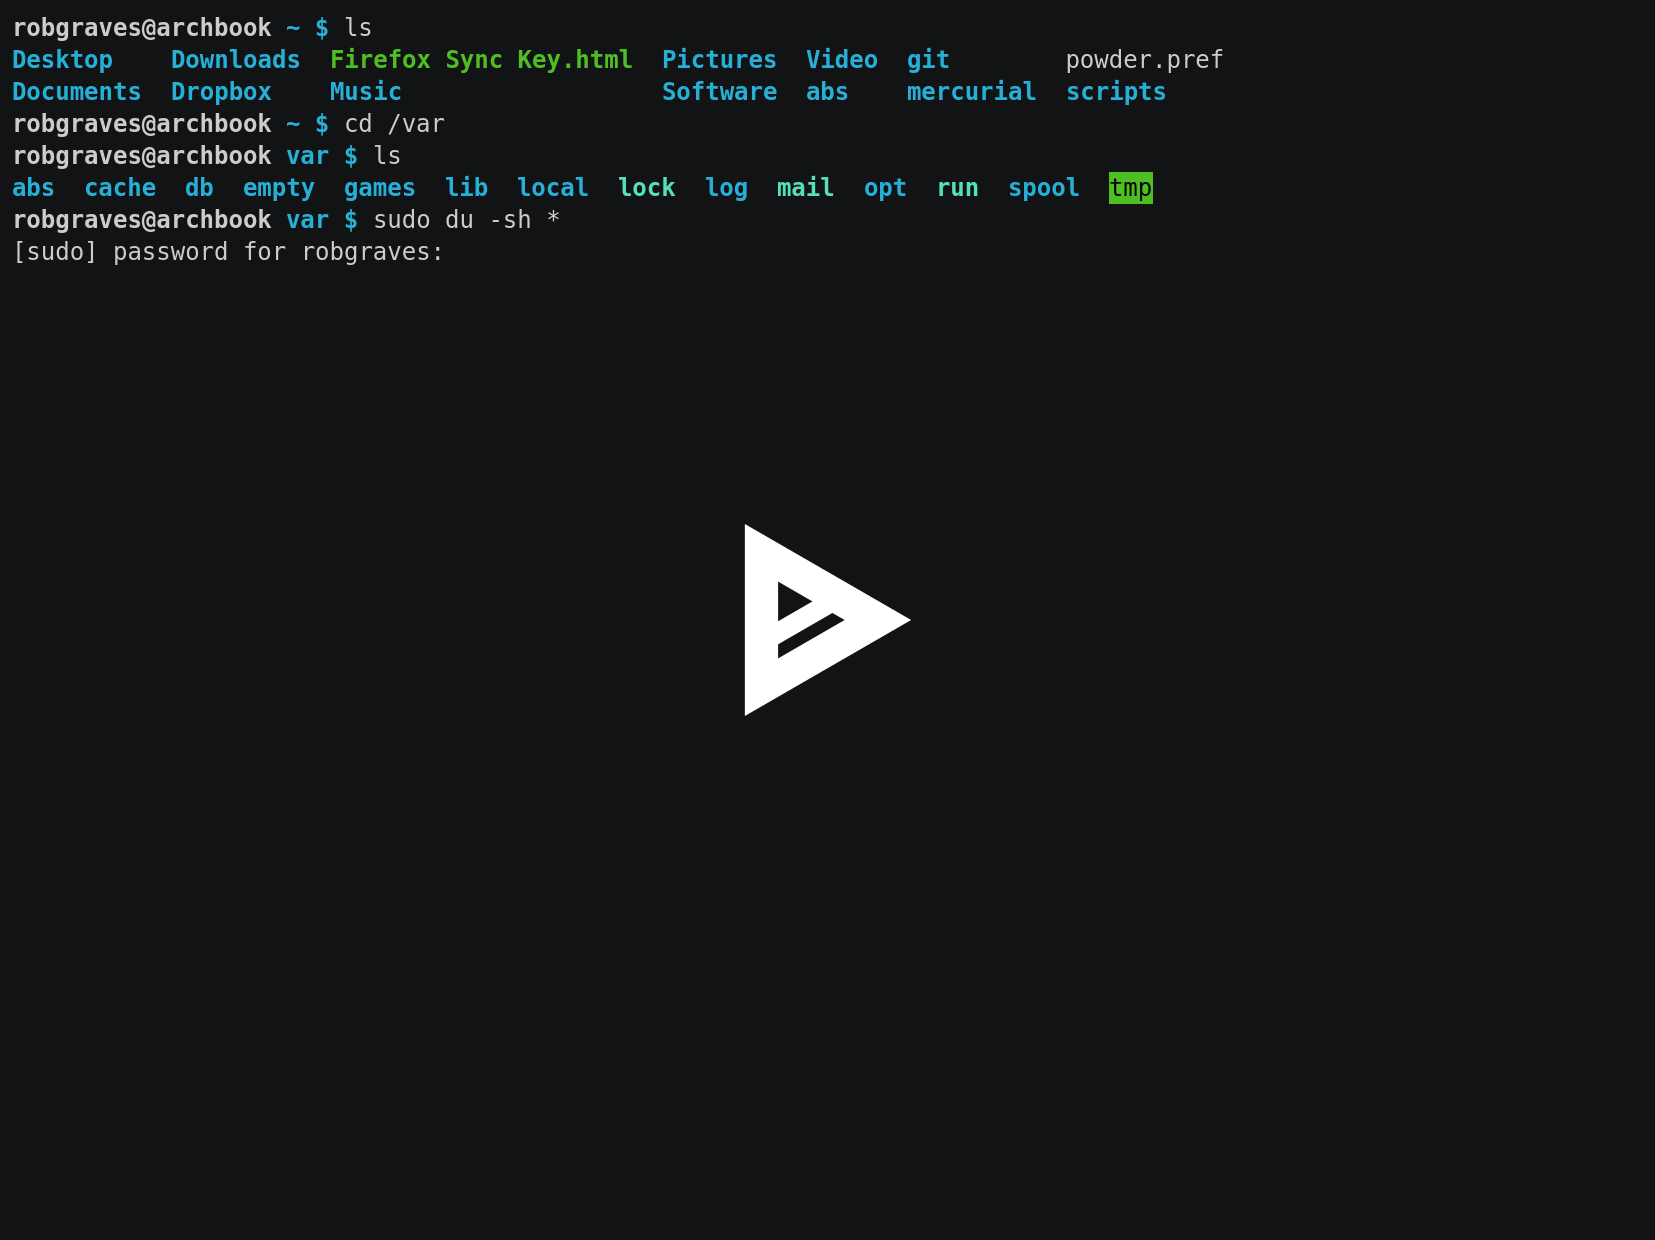 robgraves@archbook ~ $ ls
Desktop    Downloads  Firefox Sync Key.html  Pictures  Video  git        powder.pref
Documents  Dropbox    Music                  Software  abs    mercurial  scripts
robgraves@archbook ~ $ cd /var
robgraves@archbook var $ ls
abs  cache  db  empty  games  lib  local  lock  log  mail  opt  run  spool  tmp
robgraves@archbook var $ sudo du -sh *
[sudo] password for robgraves: